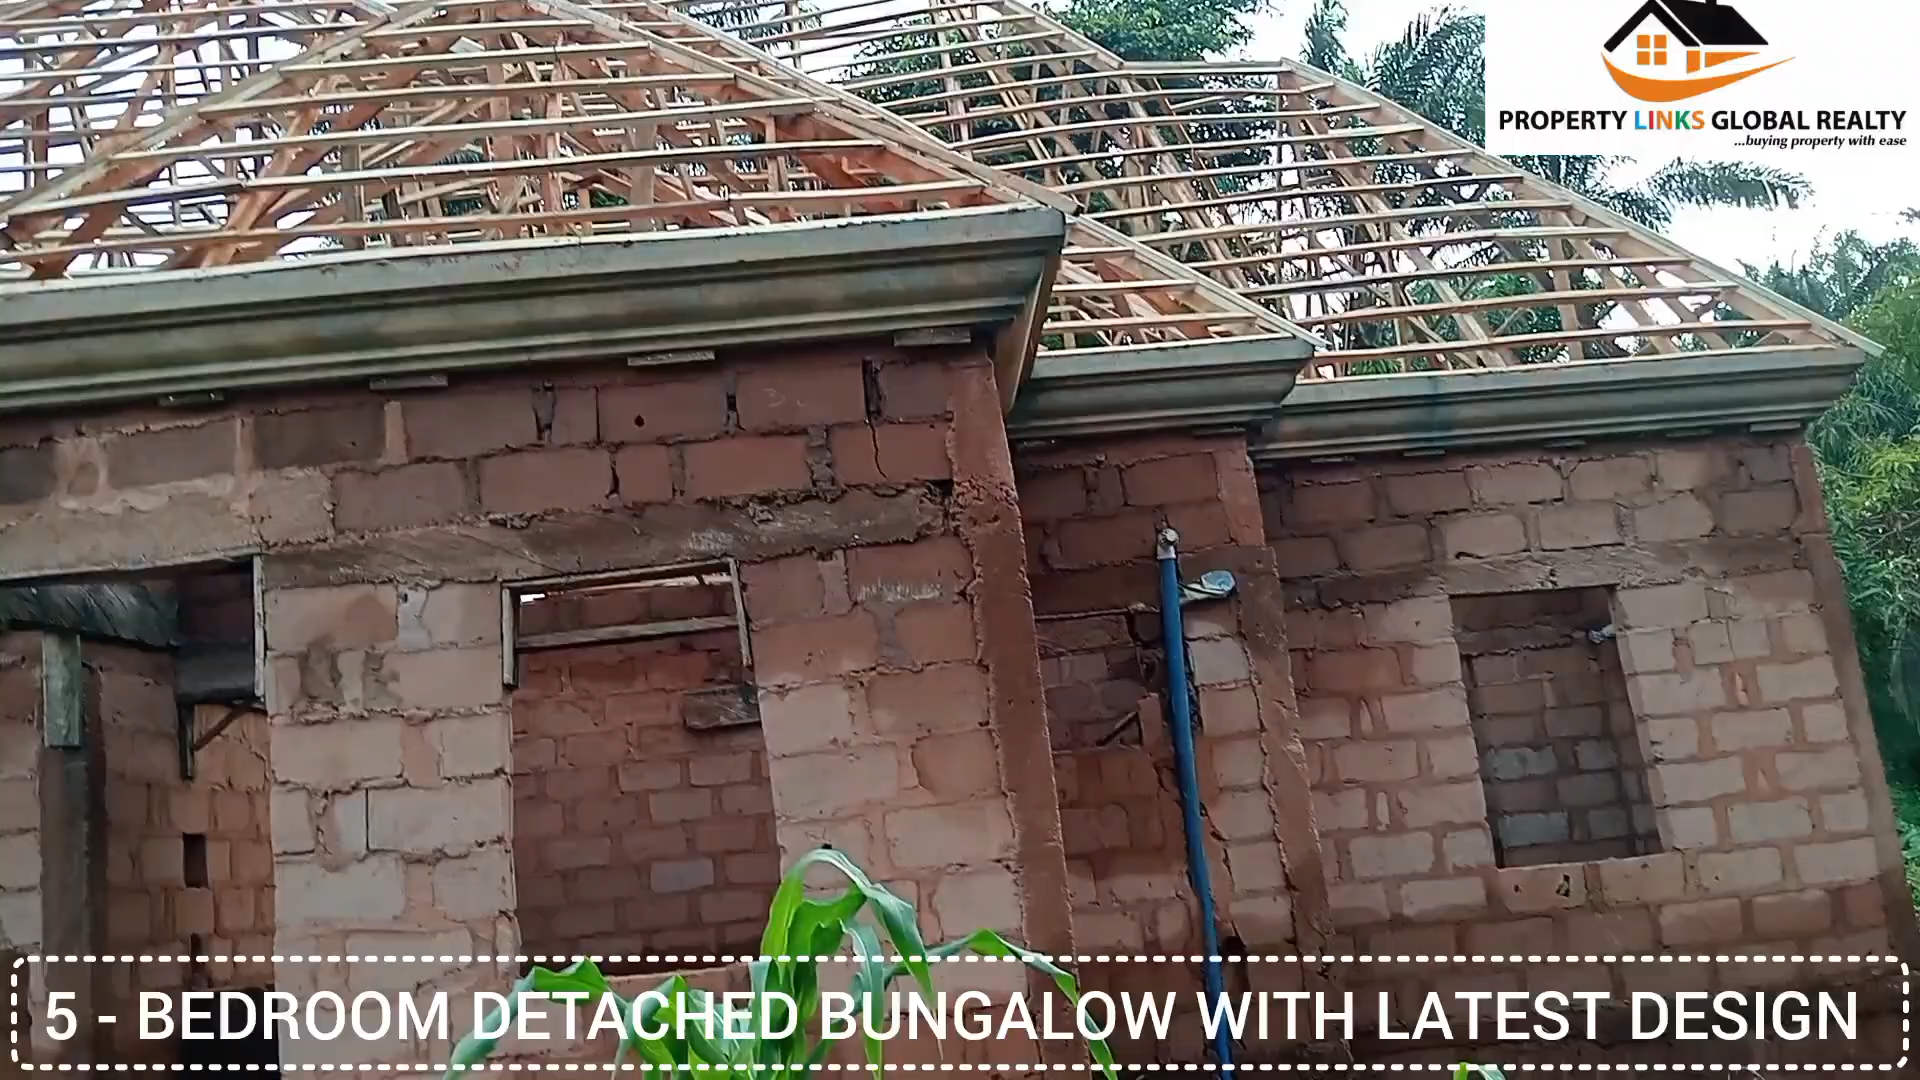 PROPERTY LINKS GLOBAL REALTY
...buying property with ease
5 - BEDROOM DETACHED BUNGALOW WITH LATEST DESIGN